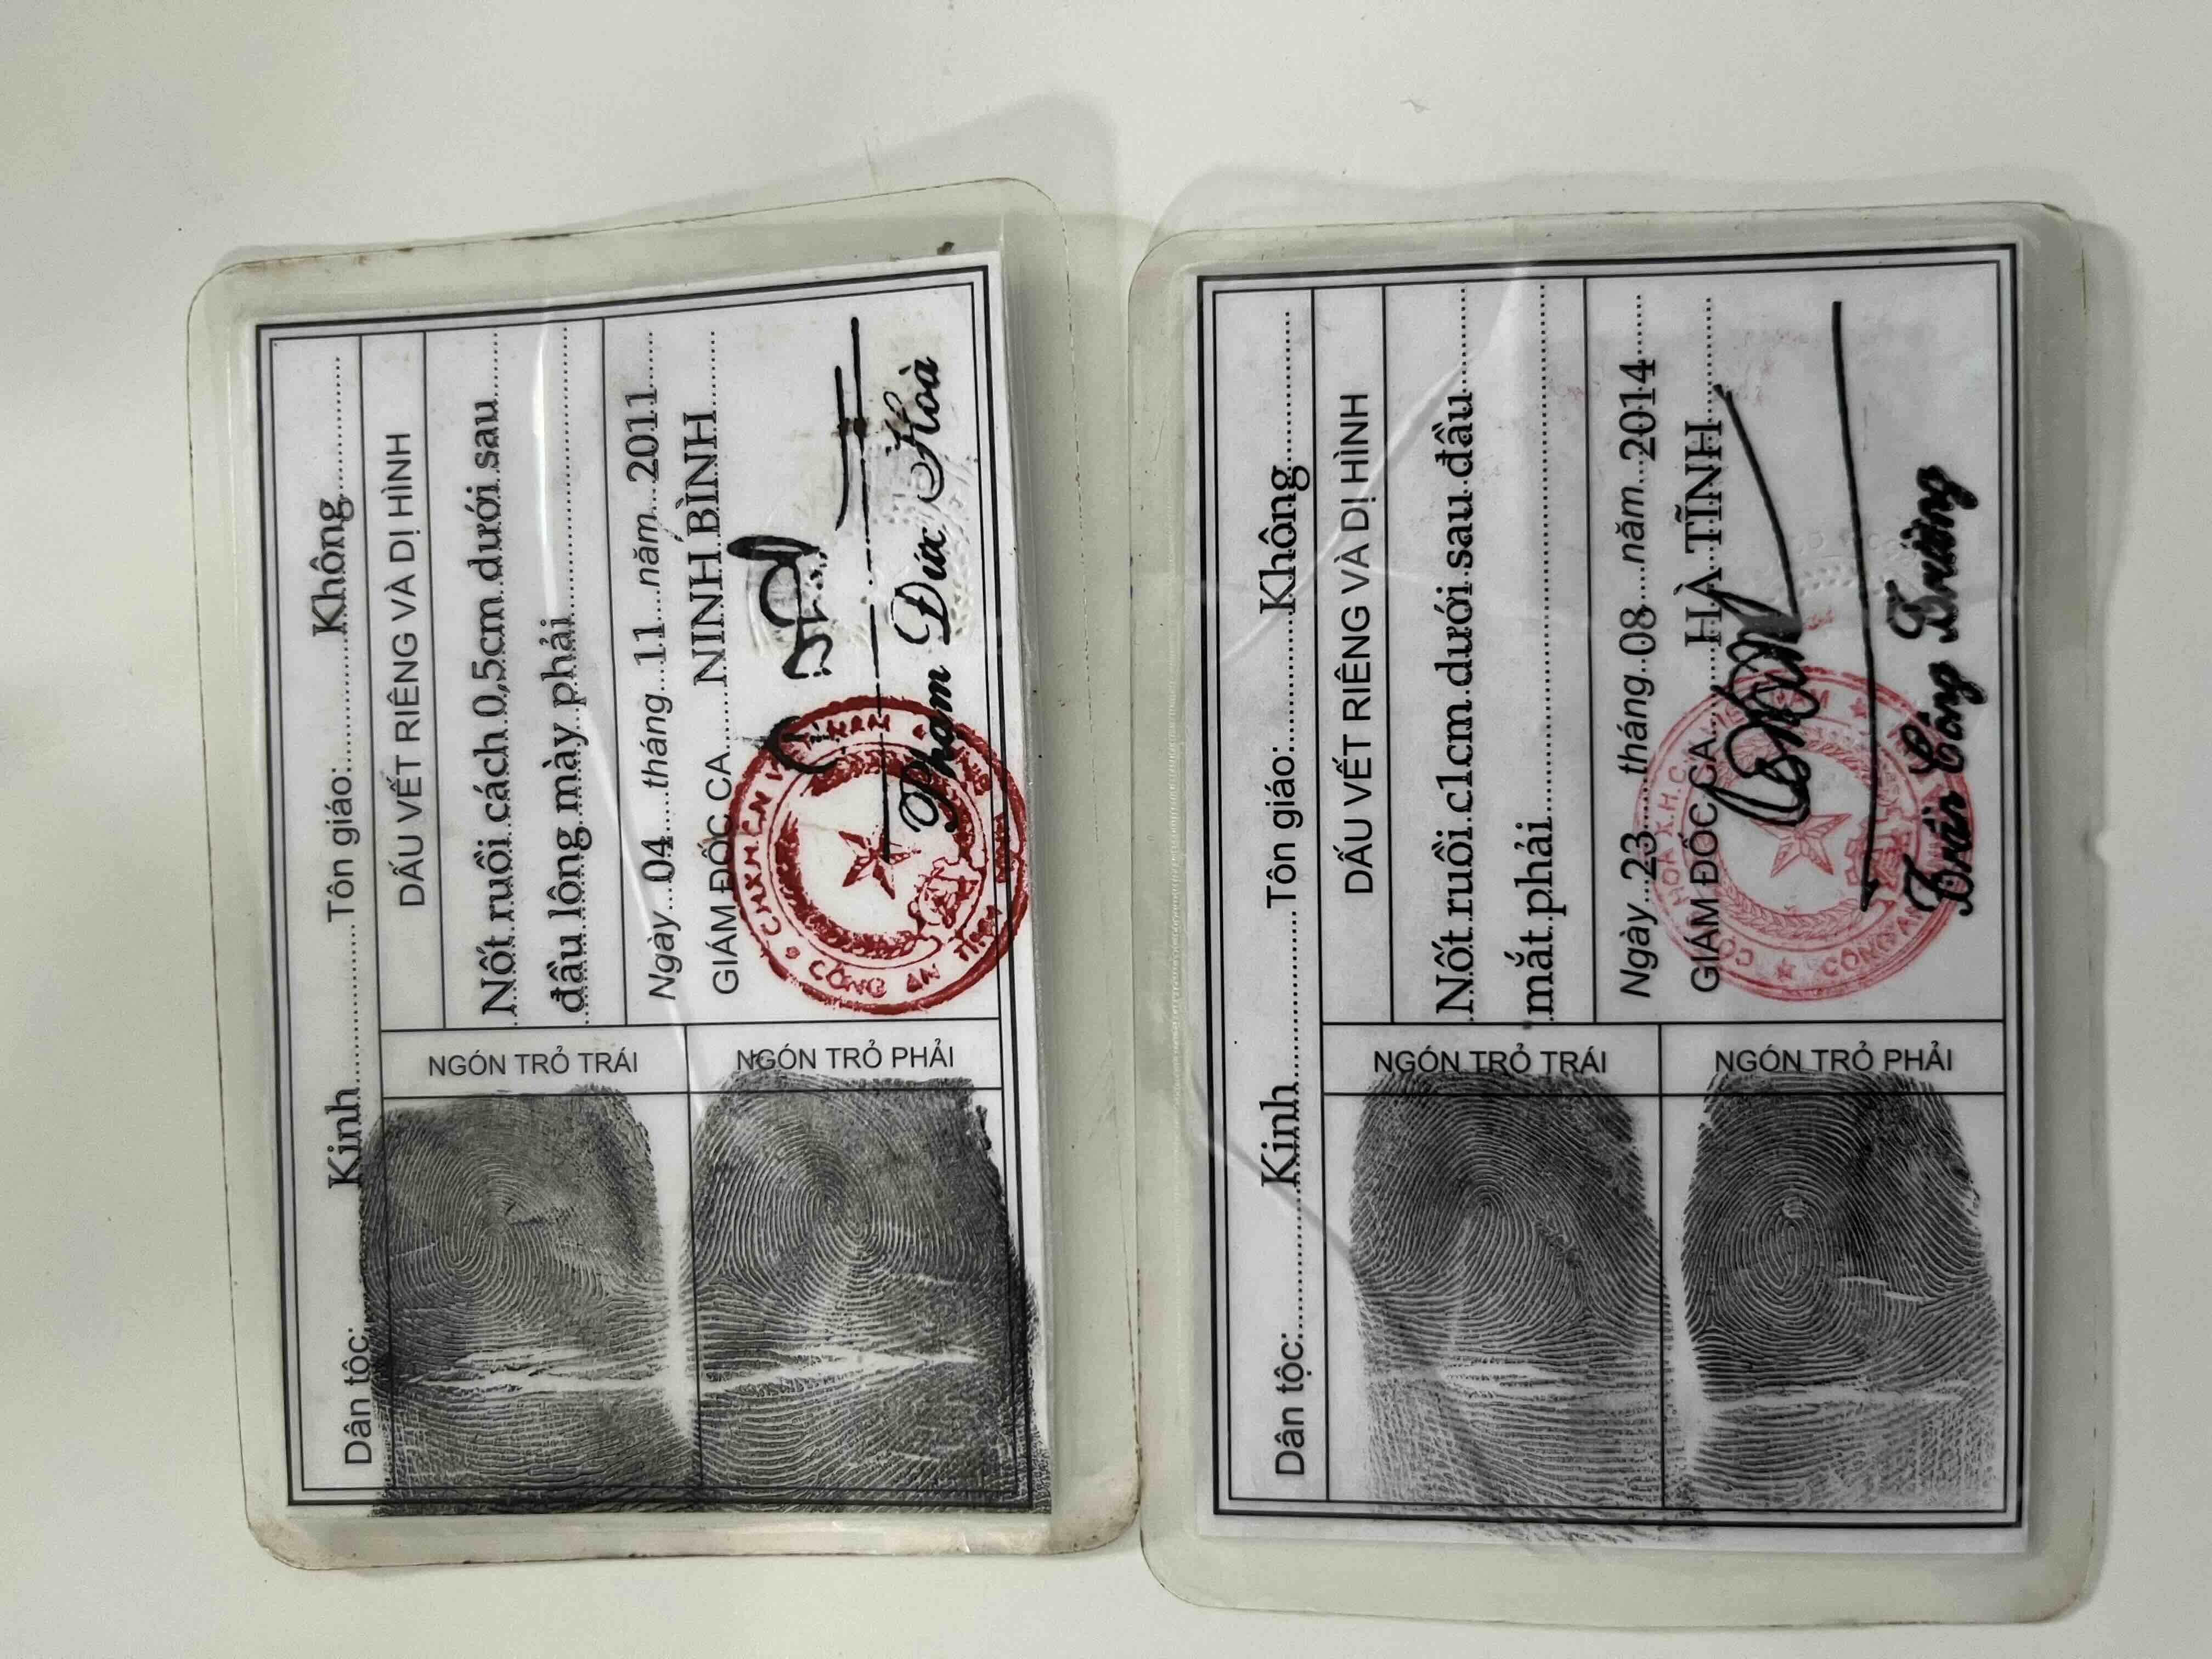 Dân tộc: Kinh Tôn giáo: Không
DẤU VẾT RIÊNG VÀ DỊ HÌNH
Nốt ruồi cách 0,5cm dưới sau
đầu lông mày phải
Ngày 04 tháng 11 năm 2011
GIÁM ĐỐC CA NINH BÌNH
CÔNG AN TỈNH
C.H.X.H.C.N
Phạm Đức Hoà
NGÓN TRỎ TRÁI
NGÓN TRỎ PHẢI
Dân tộc: Kinh Tôn giáo: Không
DẤU VẾT RIÊNG VÀ DỊ HÌNH
Nốt ruồi c1cm dưới sau đầu
mắt phải
Ngày 23 tháng 08 năm 2014
GIÁM ĐỐC CA HÀ TĨNH
HÒA X.H.C.N
CÔNG AN
Trần Công Trường
NGÓN TRỎ TRÁI
NGÓN TRỎ PHẢI